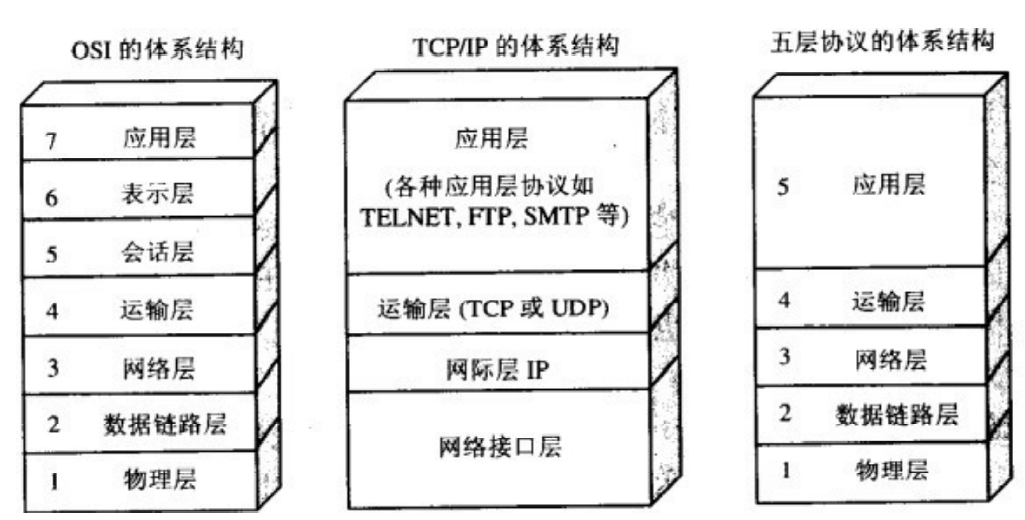 OSI 的体系结构
7 应用层
6 表示层
5 会话层
4 运输层
3 网络层
2 数据链路层
1 物理层
TCP/IP 的体系结构
应用层
(各种应用层协议如
TELNET, FTP, SMTP 等)
运输层 (TCP 或 UDP)
网际层 IP
网络接口层
五层协议的体系结构
5 应用层
4 运输层
3 网络层
2 数据链路层
1 物理层